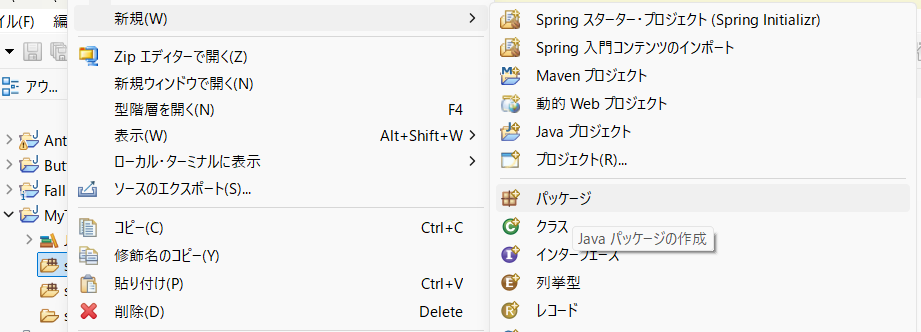 新規(W)
Spring スターター・プロジェクト (Spring Initializr)
イル(F)
Zip エディターで開く(Z)
Spring 入門コンテンツのインポート
新規ウィンドウで開く(N)
Maven プロジェクト
アウ...
型階層を開く(N) F4
動的 Web プロジェクト
表示(W) Alt+Shift+W
Java プロジェクト
Ant
ローカル・ターミナルに表示
プロジェクト(R)...
But
Fall
ソースのエクスポート(S)...
パッケージ
MyT
コピー(C) Ctrl+C
クラス
Java パッケージの作成
修飾名のコピー(Y)
インターフェース
貼り付け(P) Ctrl+V
列挙型
削除(D) Delete
レコード